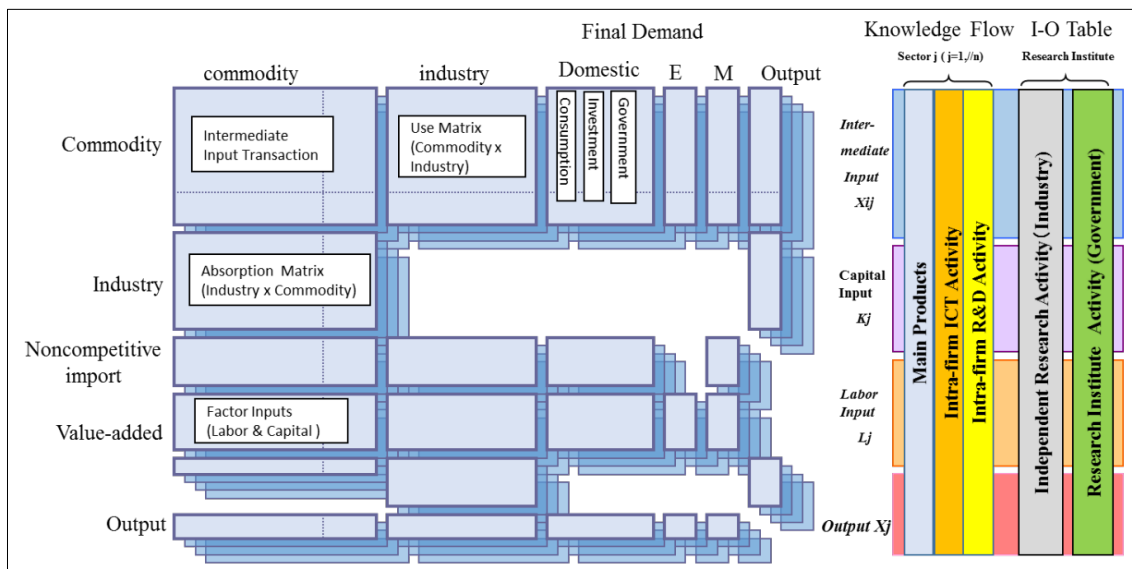 Final Demand
commodity
industry
Domestic
E
M
Output
Commodity
Intermediate
Input Transaction
Use Matrix
(Commodity x
Industry)
Consumption
Investment
Government
Industry
Absorption Matrix
(Industry x Commodity)
Noncompetitive
import
Value-added
Factor Inputs
(Labor & Capital )
Output
Knowledge Flow I-O Table
Sector j ( j=1,//n)
Research Institute
Inter-
mediate
Input
Xij
Capital
Input
Kj
Labor
Input
Lj
Output Xj
Main Products
Intra-firm ICT Activity
Intra-firm R&D Activity
Independent Research Activity (Industry)
Research Institute Activity (Government)